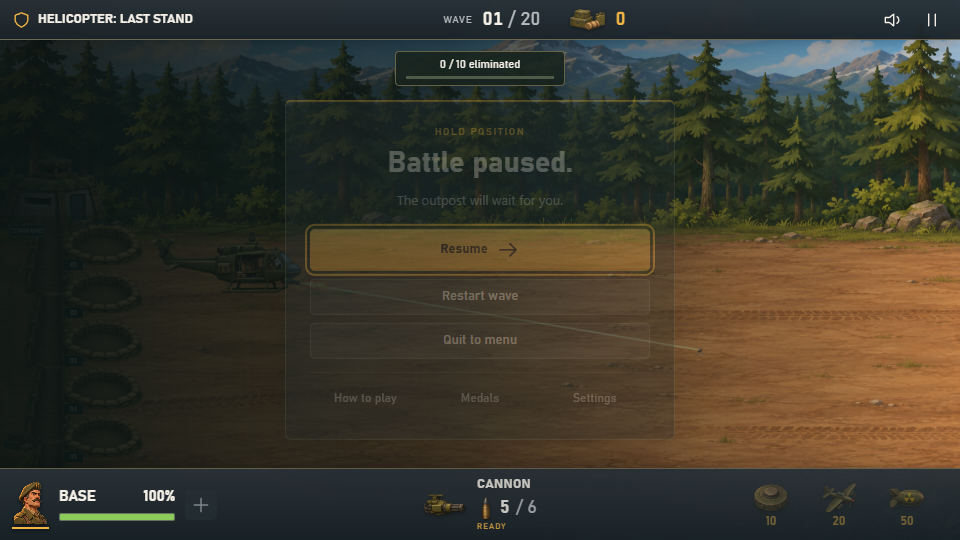 HELICOPTER: LAST STAND
WAVE 01 / 20
0
0 / 10 eliminated
HOLD POSITION
Battle paused.
The outpost will wait for you.
Resume
Restart wave
Quit to menu
How to play Medals Settings
BASE 100%
CANNON
5 / 6
READY
10 20 50